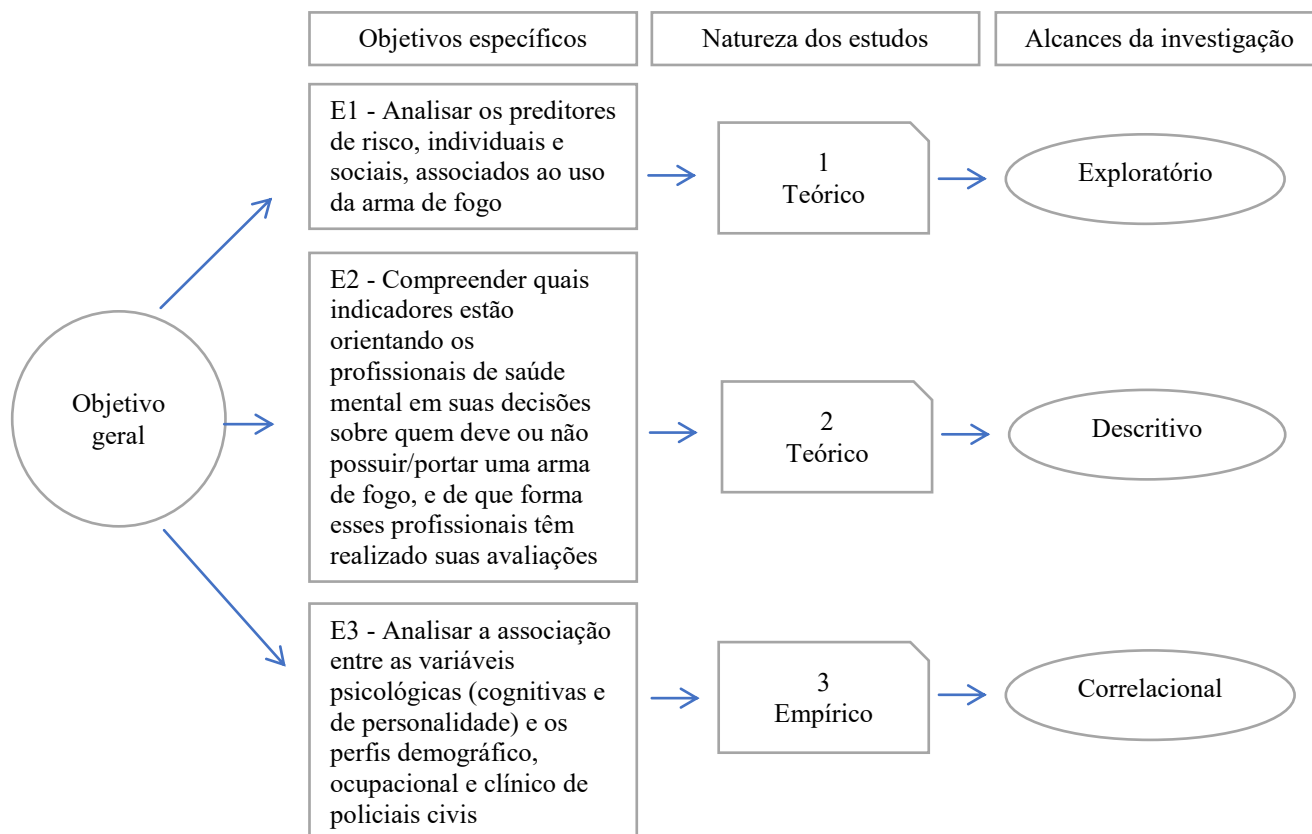 Objetivos específicos
Natureza dos estudos
Alcances da investigação
E1 - Analisar os preditores
de risco, individuais e
sociais, associados ao uso
da arma de fogo
1
Teórico
Exploratório
Objetivo
geral
E2 - Compreender quais
indicadores estão
orientando os
profissionais de saúde
mental em suas decisões
sobre quem deve ou não
possuir/portar uma arma
de fogo, e de que forma
esses profissionais têm
realizado suas avaliações
2
Teórico
Descritivo
E3 - Analisar a associação
entre as variáveis
psicológicas (cognitivas e
de personalidade) e os
perfis demográfico,
ocupacional e clínico de
policiais civis
3
Empírico
Correlacional